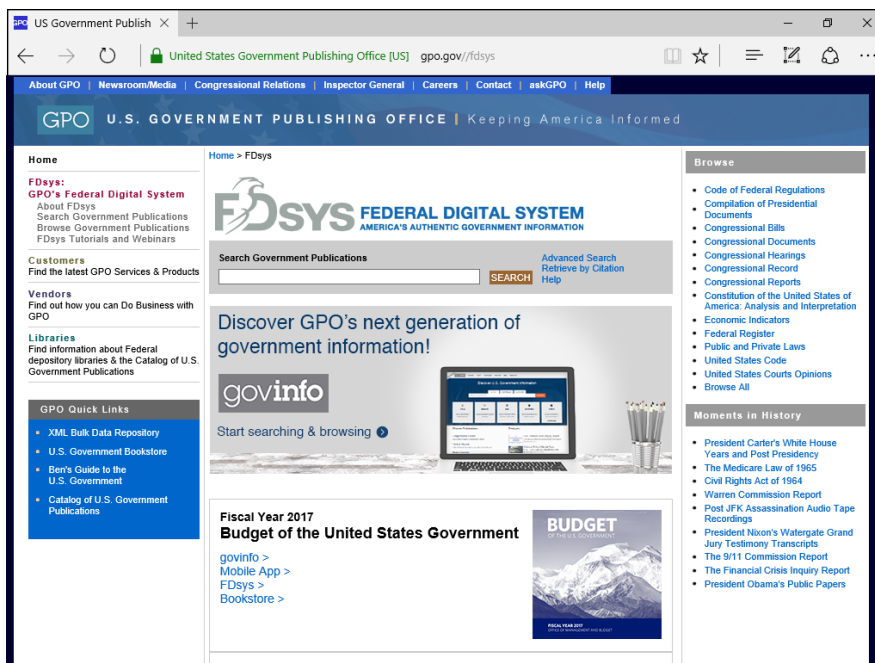 GPO US Government Publish
United States Government Publishing Office [US] gpo.gov//fdsys
About GPO | Newsroom/Media | Congressional Relations | Inspector General | Careers | Contact | askGPO | Help
GPO U.S. GOVERNMENT PUBLISHING OFFICE | Keeping America Informed
Home
FDsys:
GPO's Federal Digital System
About FDsys
Search Government Publications
Browse Government Publications
FDsys Tutorials and Webinars
Customers
Find the latest GPO Services & Products
Vendors
Find out how you can Do Business with
GPO
Libraries
Find information about Federal
depository libraries & the Catalog of U.S.
Government Publications
GPO Quick Links
XML Bulk Data Repository
U.S. Government Bookstore
Ben's Guide to the
U.S. Government
Catalog of U.S. Government
Publications
Home > FDsys
FDSYS FEDERAL DIGITAL SYSTEM
AMERICA'S AUTHENTIC GOVERNMENT INFORMATION
Search Government Publications
SEARCH
Advanced Search
Retrieve by Citation
Help
Discover GPO's next generation of
government information!
govinfo
Start searching & browsing
Fiscal Year 2017
Budget of the United States Government
govinfo >
Mobile App >
FDsys >
Bookstore >
BUDGET
OF THE U.S. GOVERNMENT
FISCAL YEAR 2017
OFFICE OF MANAGEMENT AND BUDGET
Browse
Code of Federal Regulations
Compilation of Presidential
Documents
Congressional Bills
Congressional Documents
Congressional Hearings
Congressional Record
Congressional Reports
Constitution of the United States of
America: Analysis and Interpretation
Economic Indicators
Federal Register
Public and Private Laws
United States Code
United States Courts Opinions
Browse All
Moments in History
President Carter's White House
Years and Post Presidency
The Medicare Law of 1965
Civil Rights Act of 1964
Warren Commission Report
Post JFK Assassination Audio Tape
Recordings
President Nixon's Watergate Grand
Jury Testimony Transcripts
The 9/11 Commission Report
The Financial Crisis Inquiry Report
President Obama's Public Papers